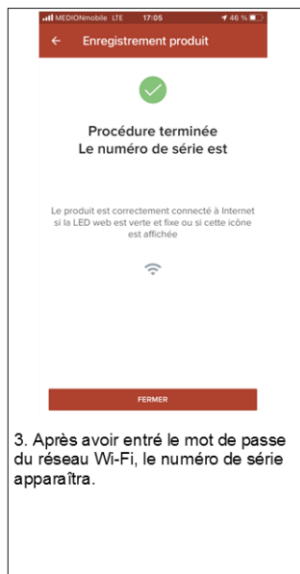 MEDIONmobile LTE 17:05 46 %
Enregistrement produit
Procédure terminée
Le numéro de série est
Le produit est correctement connecté à Internet
si la LED web est verte et fixe ou si cette icône
est affichée
FERMER
3. Après avoir entré le mot de passe
du réseau Wi-Fi, le numéro de série
apparaîtra.